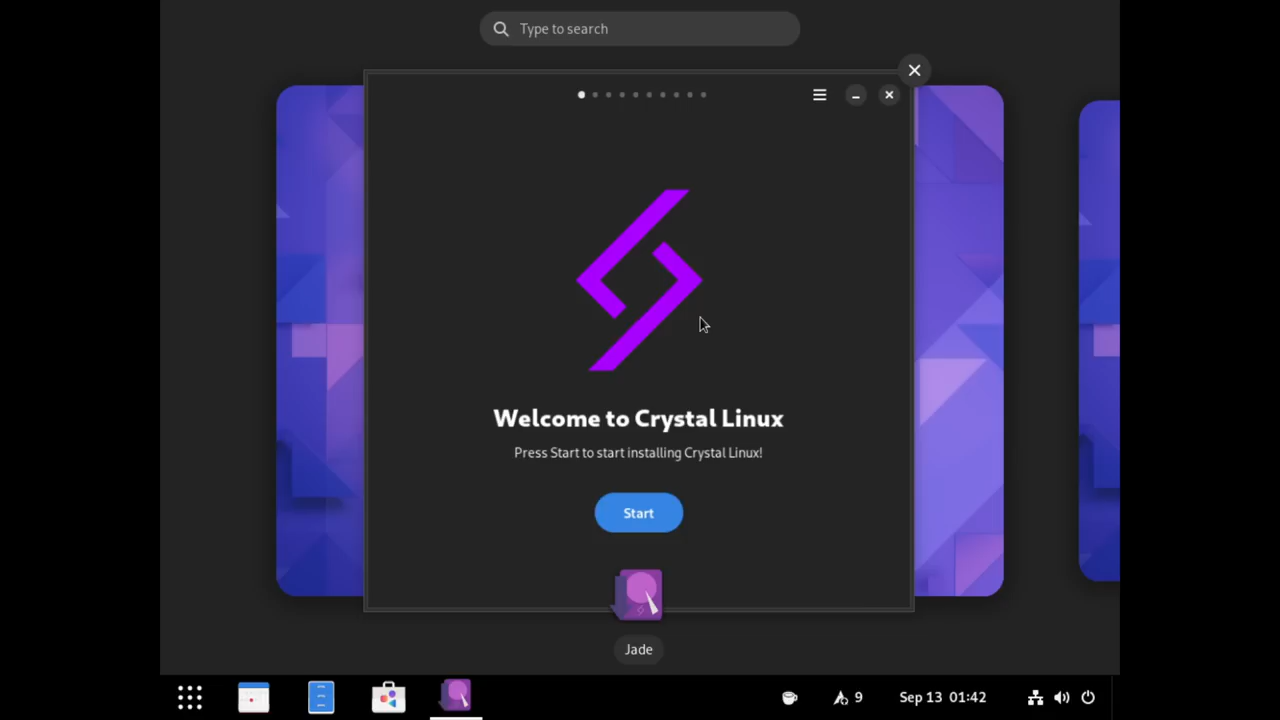 Type to search
Welcome to Crystal Linux
Press Start to start installing Crystal Linux!
Start
Jade
9
Sep 13 01:42